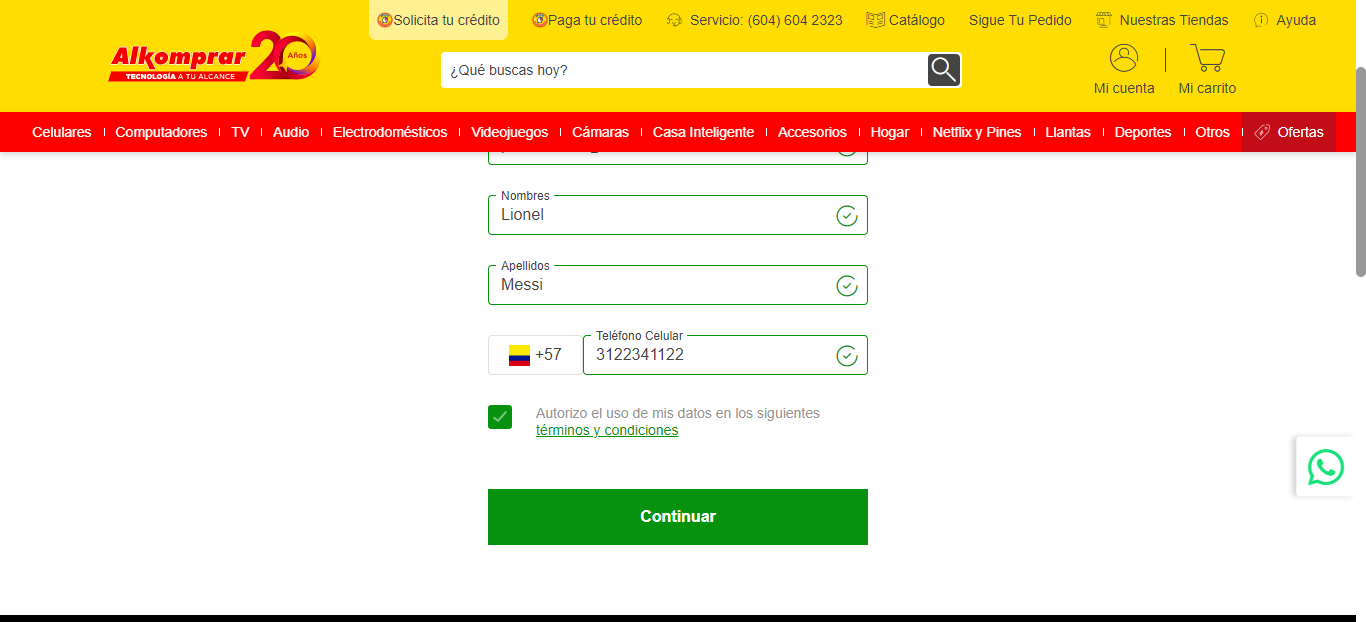 Solicita tu crédito
Paga tu crédito
Servicio: (604) 604 2323
Catálogo
Sigue Tu Pedido
Nuestras Tiendas
Ayuda
Alkomprar 20 Años
TECNOLOGÍA A TU ALCANCE
¿Qué buscas hoy?
Mi cuenta
Mi carrito
Celulares
Computadores
TV
Audio
Electrodomésticos
Videojuegos
Cámaras
Casa Inteligente
Accesorios
Hogar
Netflix y Pines
Llantas
Deportes
Otros
Ofertas
Nombres
Lionel
Apellidos
Messi
Teléfono Celular
+57 3122341122
Autorizo el uso de mis datos en los siguientes
términos y condiciones
Continuar